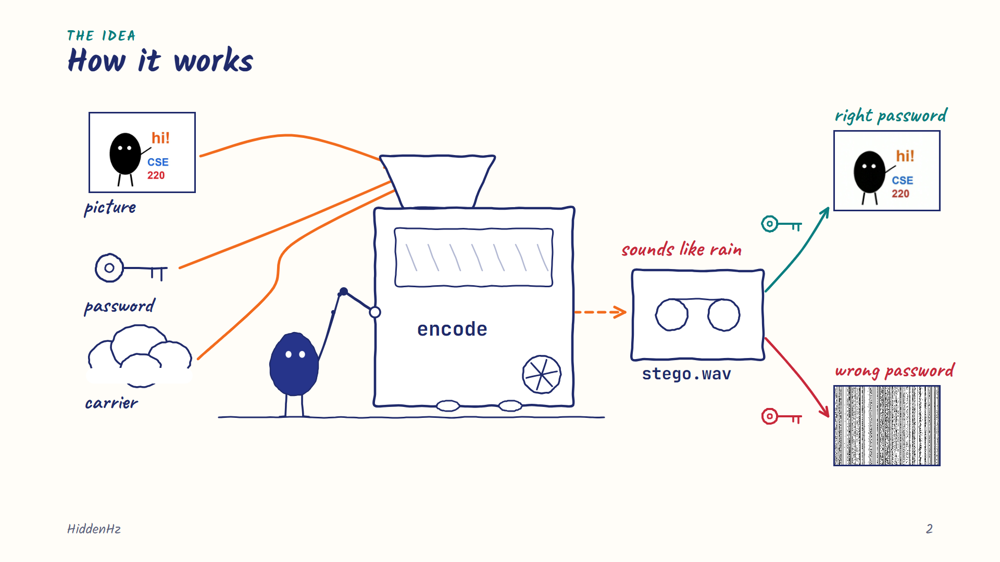 THE IDEA
How it works
hi!
CSE
220
picture
password
carrier
encode
sounds like rain
stego.wav
right password
hi!
CSE
220
wrong password
HiddenHz
2